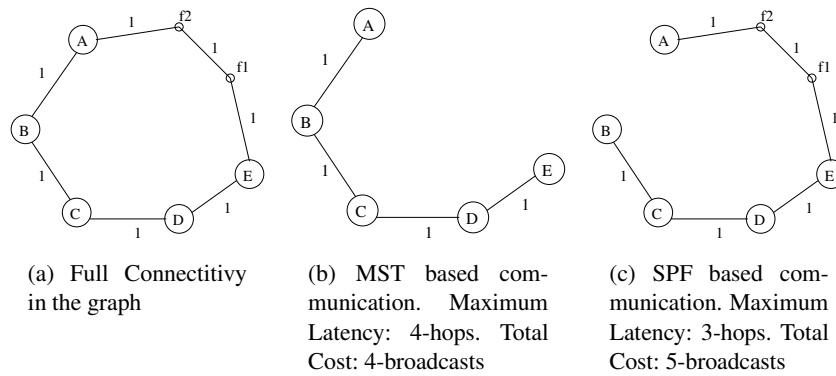 f2
1
A
1
f1
1
1
B
E
1
1
C
D
1
A
1
B
E
1
1
C
D
1
f2
1
A
1
f1
1
B
E
1
1
C
D
1
(a) Full Connectitivy
in the graph
(b) MST based com-
munication. Maximum
Latency: 4-hops. Total
Cost: 4-broadcasts
(c) SPF based com-
munication. Maximum
Latency: 3-hops. Total
Cost: 5-broadcasts